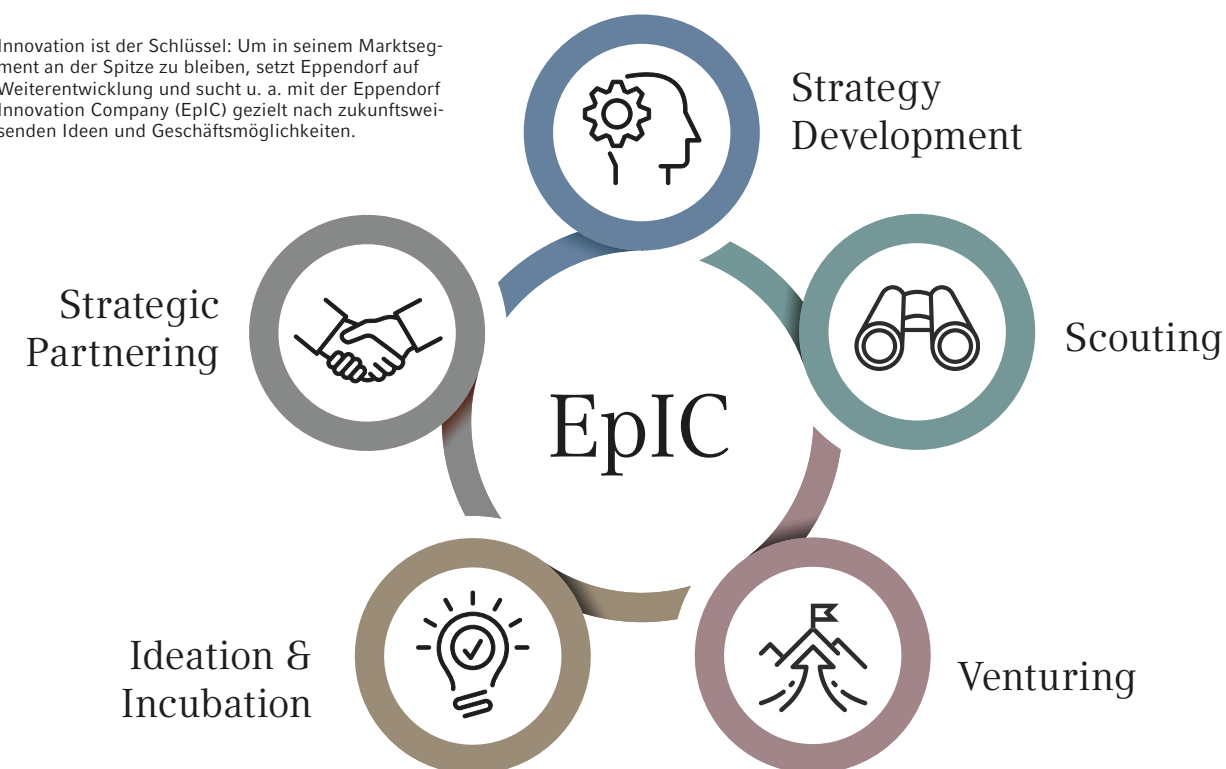 Innovation ist der Schlüssel: Um in seinem Marktseg-
ment an der Spitze zu bleiben, setzt Eppendorf auf
Weiterentwicklung und sucht u. a. mit der Eppendorf
Innovation Company (EpIC) gezielt nach zukunftswei-
senden Ideen und Geschäftsmöglichkeiten.
Strategy
Development
Strategic
Partnering
Scouting
EpIC
Ideation &
Incubation
Venturing